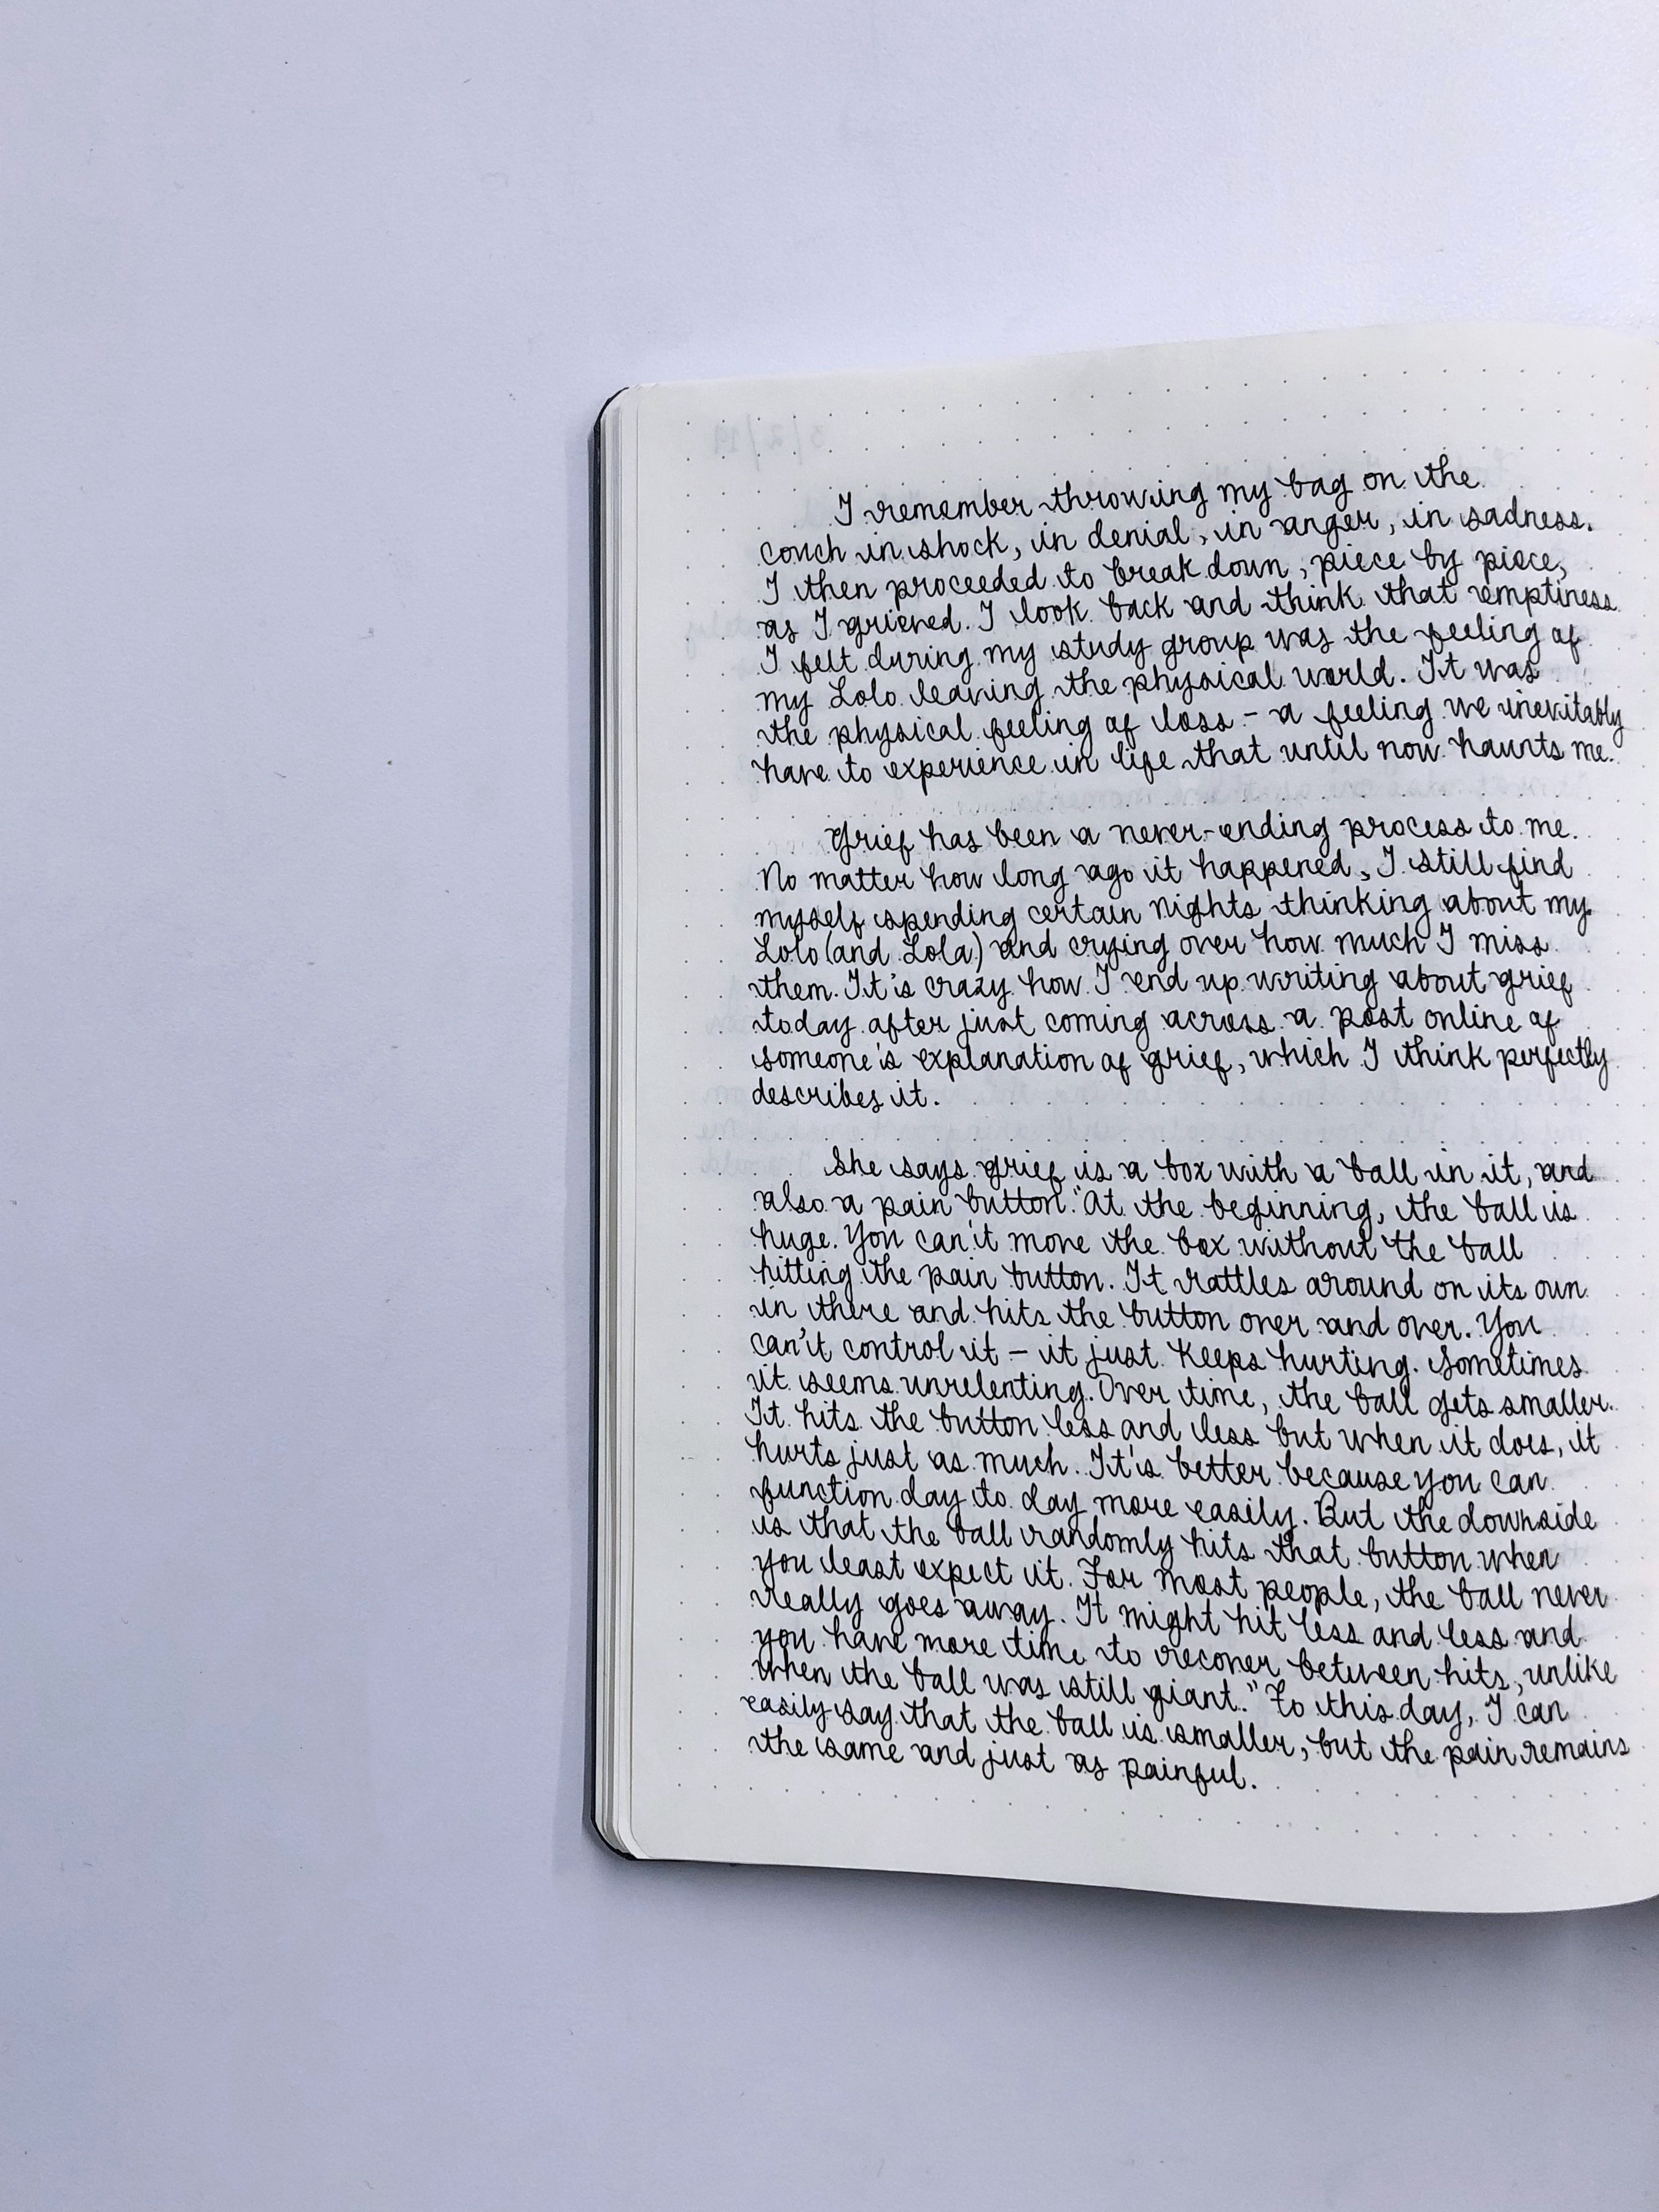 I remember throwing my bag on the
couch in shock, in denial, in anger, in sadness.
I then proceeded to break down, piece by piece,
as I grieved. I look back and think that emptiness
I felt during my study group was the feeling of
my Lolo leaving the physical world. It was
the physical feeling of loss – a feeling we inevitably
have to experience in life that until now haunts me.
Grief has been a never-ending process to me.
No matter how long ago it happened, I still find
myself spending certain nights thinking about my
Lolo (and Lola) and crying over how much I miss
them. It's crazy how I end up writing about grief
today after just coming across a post online of
someone's explanation of grief, which I think perfectly
describes it.
She says grief is a box with a ball in it, and
also a pain button. "At the beginning, the ball is
huge. You can't move the box without the ball
hitting the pain button. It rattles around on its own
in there and hits the button over and over. You
can't control it – it just keeps hurting. Sometimes
it seems unrelenting. Over time, the ball gets smaller.
It hits the button less and less but when it does, it
hurts just as much. It's better because you can
function day to day more easily. But the downside
is that the ball randomly hits that button when
you least expect it. For most people, the ball never
really goes away. It might hit less and less and
you have more time to recover between hits, unlike
when the ball was still giant." To this day, I can
easily say that the ball is smaller, but the pain remains
the same and just as painful.